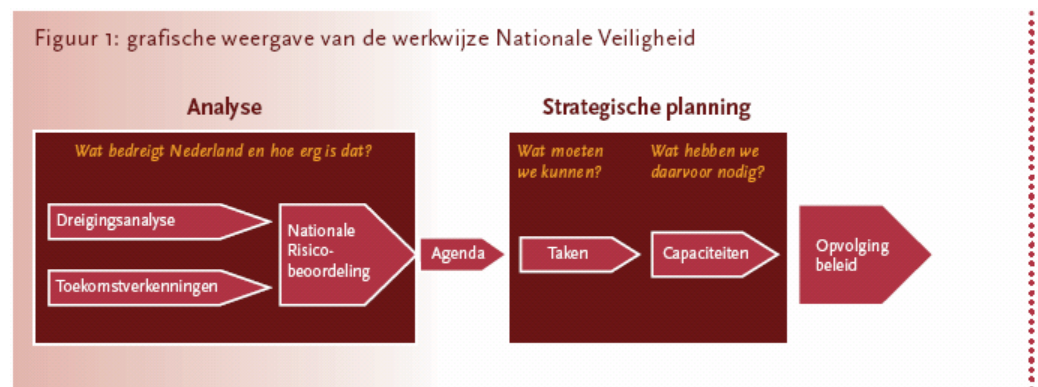 Figuur 1: grafische weergave van de werkwijze Nationale Veiligheid
Analyse
Wat bedreigt Nederland en hoe erg is dat?
Dreigingsanalyse
Toekomstverkenningen
Nationale
Risico-
beoordeling
Agenda
Strategische planning
Wat moeten
we kunnen?
Wat hebben we
daarvoor nodig?
Taken
Capaciteiten
Opvolging
beleid